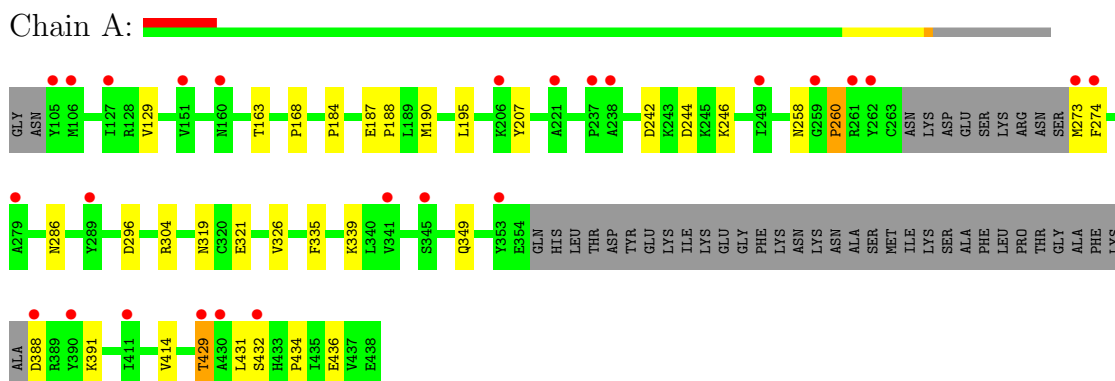 Chain A:
GLY ASN Y105 M106 I127 R128 V129 V151 N160 T163 P168 P184 E187 P188 L189 M190 L195 K206 Y207 A221 P237 A238 D242 K243 D244 K245 K246 I249 N258 G259 P260 R261 Y262 C263 ASN LYS ASP GLU SER LYS ARG ASN SER M273 F274
A279 N286 Y289 D296 R304 N319 C320 E321 V326 F335 K339 L340 V341 S345 Q349 Y353 E354 GLN HIS LEU THR ASP TYR GLU LYS ILE LYS GLU GLY PHE LYS ASN LYS ASN ALA SER MET ILE LYS SER ALA PHE LEU PRO THR GLY ALA PHE LYS
ALA D388 R389 Y390 K391 I411 V414 T429 A430 L431 S432 H433 P434 I435 E436 V437 E438